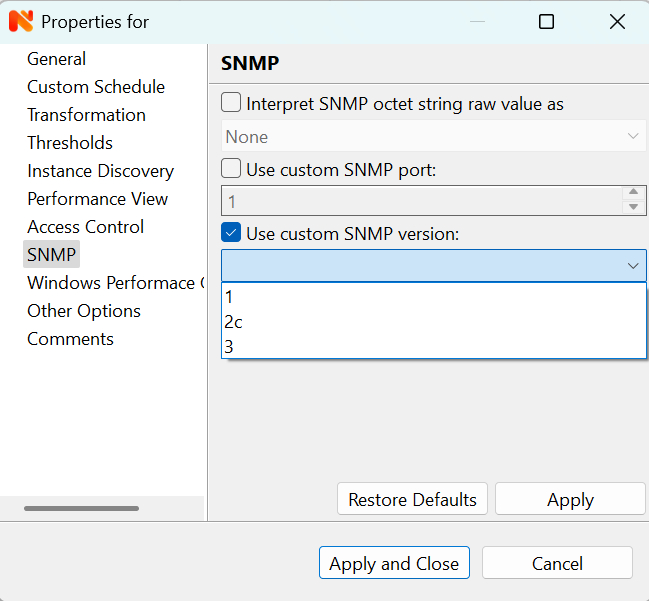 Properties for
General
Custom Schedule
Transformation
Thresholds
Instance Discovery
Performance View
Access Control
SNMP
Windows Performace
Other Options
Comments
SNMP
Interpret SNMP octet string raw value as
None
Use custom SNMP port:
1
Use custom SNMP version:
1
2c
3
Restore Defaults
Apply
Apply and Close
Cancel